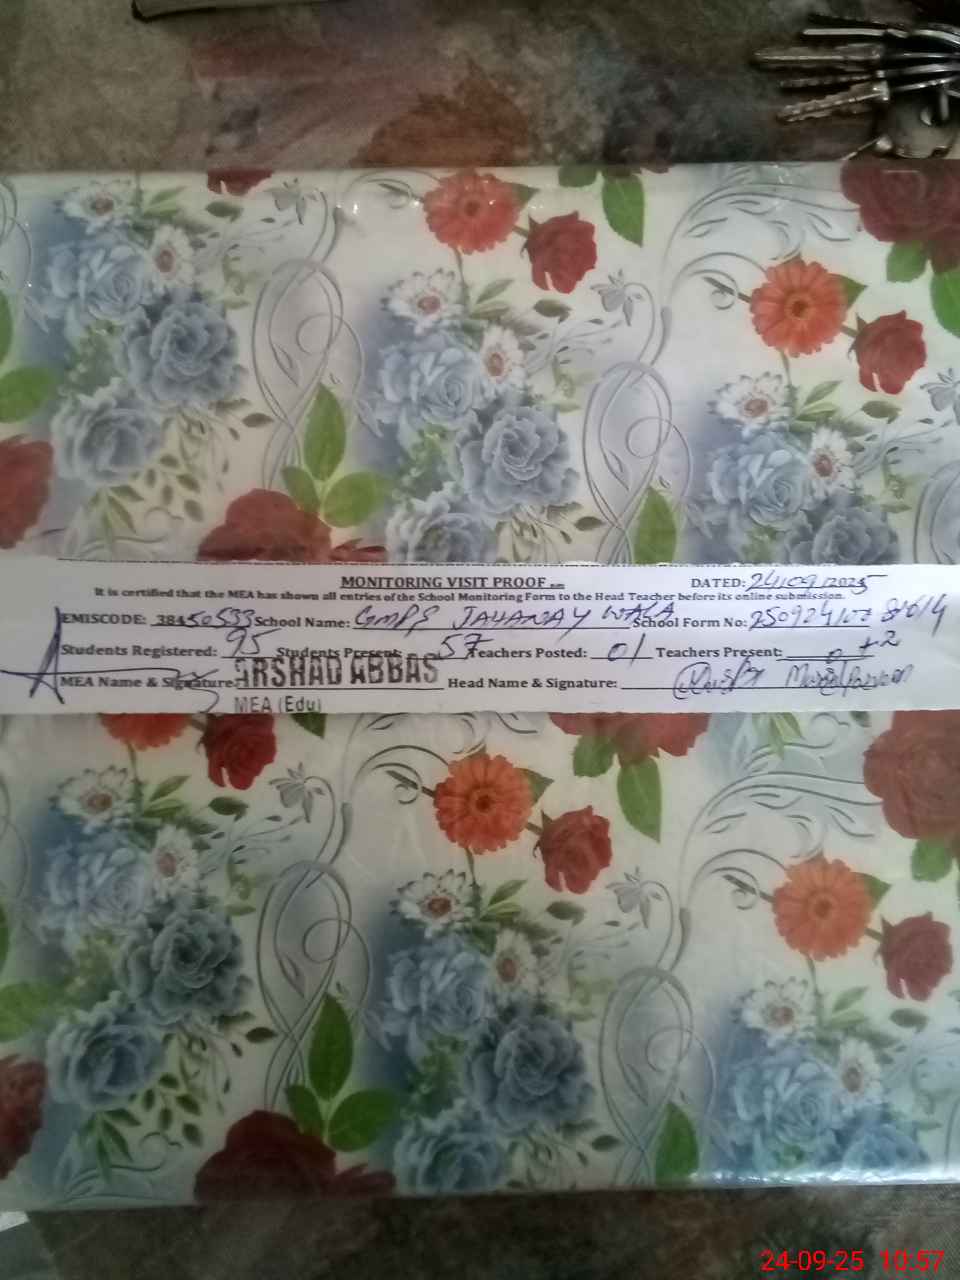 MONITORING VISIT PROOF DATED: 24/09/2025
It is certified that the MEA has shown all entries of the School Monitoring Form to the Head Teacher before its online submission.
EMISCODE: 38450533 School Name: GMPS JAHANAY WALA School Form No: 250924102
Students Registered: 95 Students Present: 57 Teachers Posted: 01 Teachers Present: 0 + 2
MEA Name & Signature: ARSHAD ABBAS Head Name & Signature:
MEA (Edu)
24-09-25 10:57